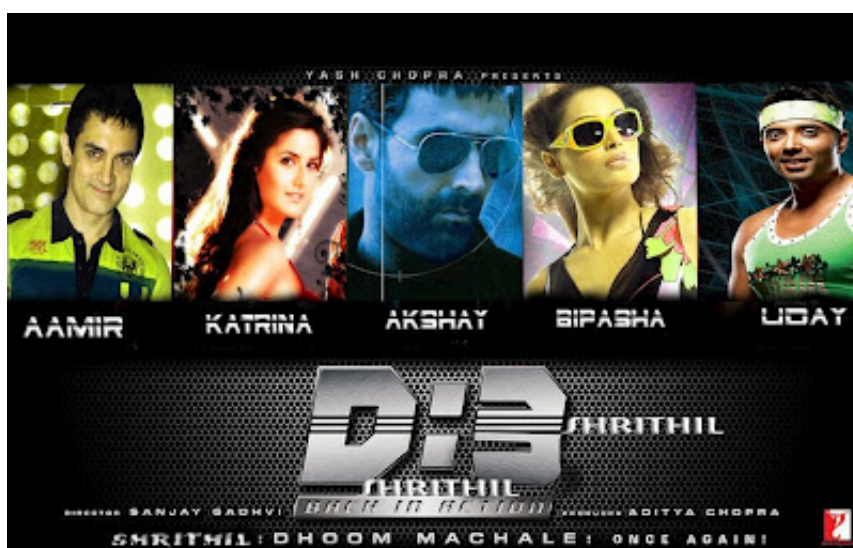 YASH CHOPRA PRESENTS
AAMIR KATRINA AKSHAY BIPASHA UDAY
D:3
SHRITHIL
SHRITHIL
(BACK IN ACTION)
DIRECTOR SANJAY GADHVI PRODUCER ADITYA CHOPRA
SHRITHIL: DHOOM MACHALE: ONCE AGAIN!